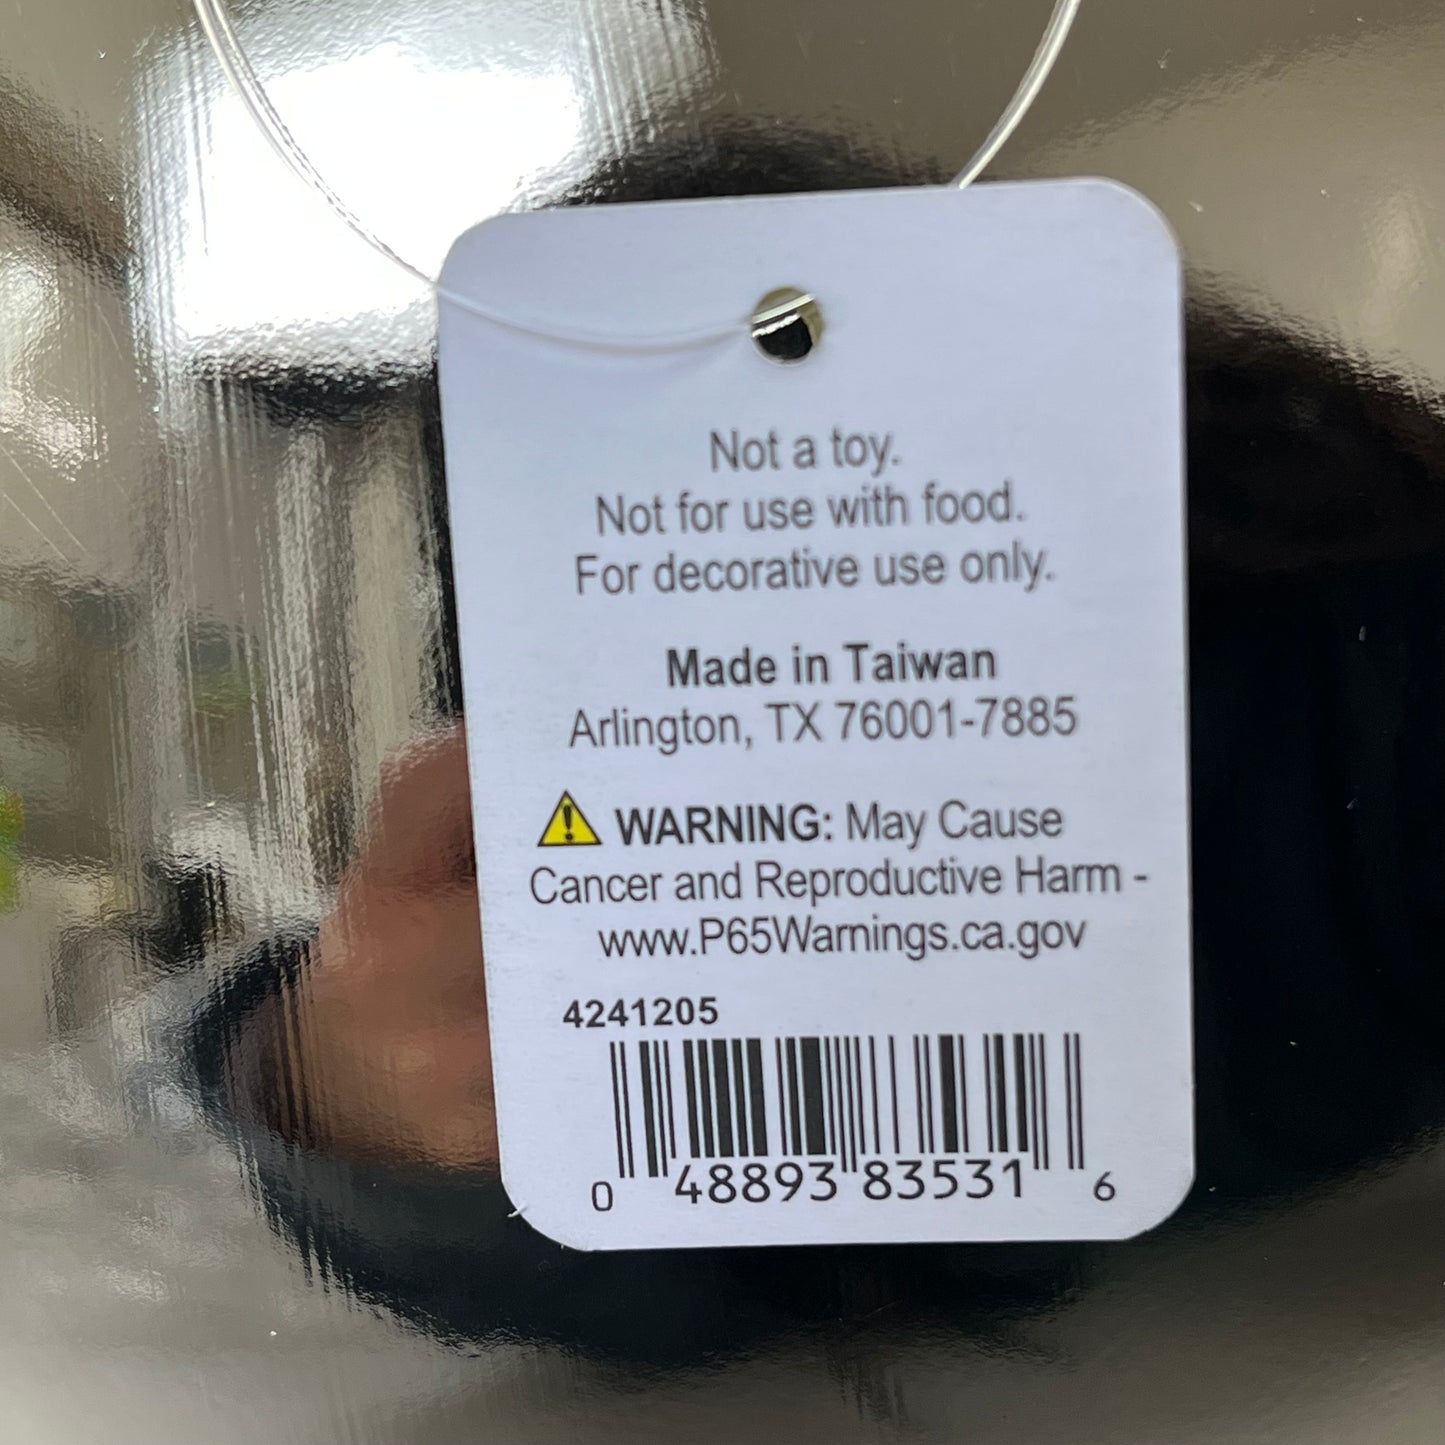 Not a toy.
Not for use with food.
For decorative use only.
Made in Taiwan
Arlington, TX 76001-7885
WARNING: May Cause
Cancer and Reproductive Harm -
www.P65Warnings.ca.gov
4241205
0 48893 83531 6